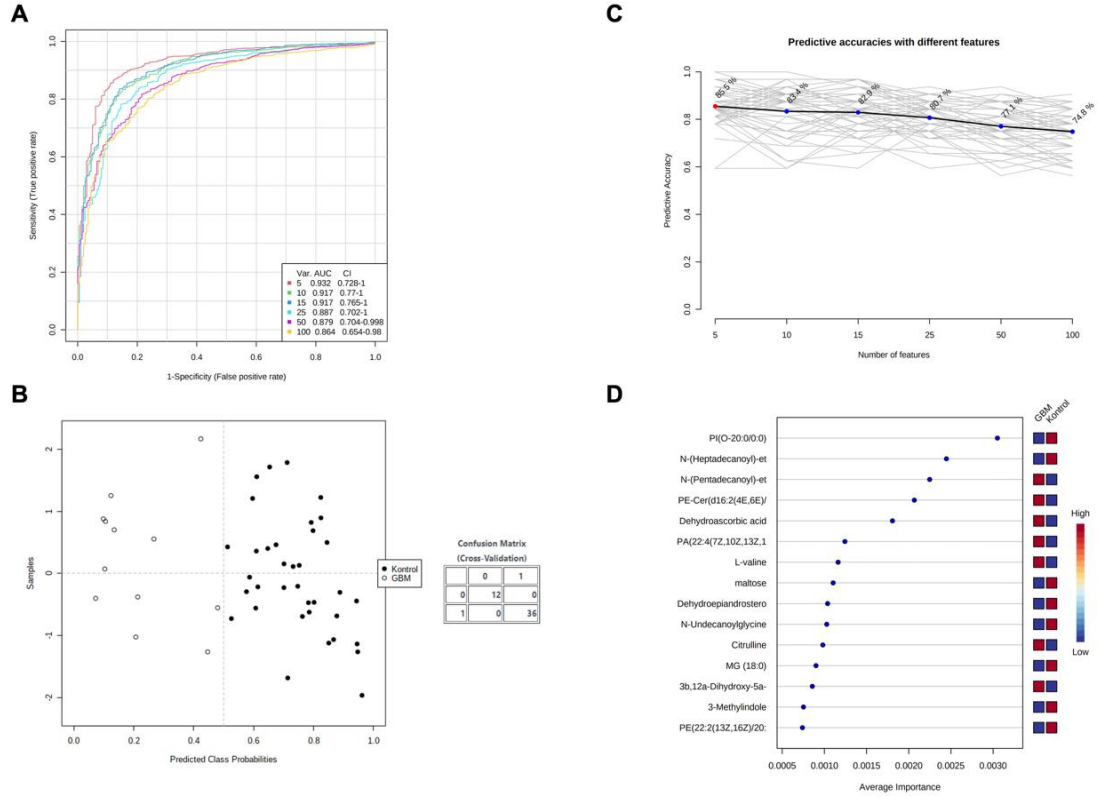 A
1.0
0.8
0.6
0.4
0.2
0.0
Sensitivity (True positive rate)
Var. AUC CI
5 0.932 0.728-1
10 0.917 0.77-1
15 0.917 0.765-1
25 0.887 0.702-1
50 0.879 0.704-0.998
100 0.864 0.654-0.98
0.0 0.2 0.4 0.6 0.8 1.0
1-Specificity (False positive rate)
C
Predictive accuracies with different features
1.0
0.8
0.6
0.4
0.2
0.0
Predictive Accuracy
85.5 %
83.4 %
82.9 %
80.7 %
77.1 %
74.8 %
5 10 15 25 50 100
Number of features
B
2
1
0
-1
-2
Samples
Kontrol
GBM
0.0 0.2 0.4 0.6 0.8 1.0
Predicted Class Probabilities
Confusion Matrix
(Cross-Validation)
0 1
0 12 0
1 0 36
D
GBM
Kontrol
PI(O-20:0/0:0)
N-(Heptadecanoyl)-et
N-(Pentadecanoyl)-et
PE-Cer(d16:2(4E,6E)/
Dehydroascorbic acid
PA(22:4(7Z,10Z,13Z,1
L-valine
maltose
Dehydroepiandrostero
N-Undecanoylglycine
Citrulline
MG (18:0)
3b,12a-Dihydroxy-5a-
3-Methylindole
PE(22:2(13Z,16Z)/20:
High
Low
0.0005 0.0010 0.0015 0.0020 0.0025 0.0030
Average Importance